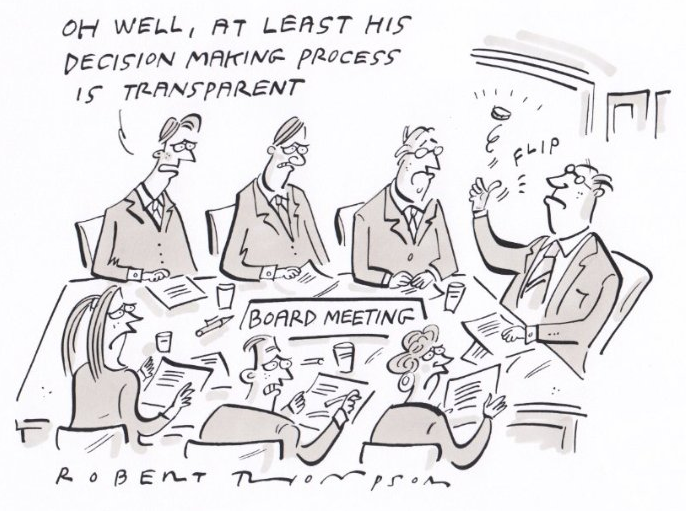 OH WELL, AT LEAST HIS
DECISION MAKING PROCESS
IS TRANSPARENT
FLIP
BOARD MEETING
ROBERT THOMPSON